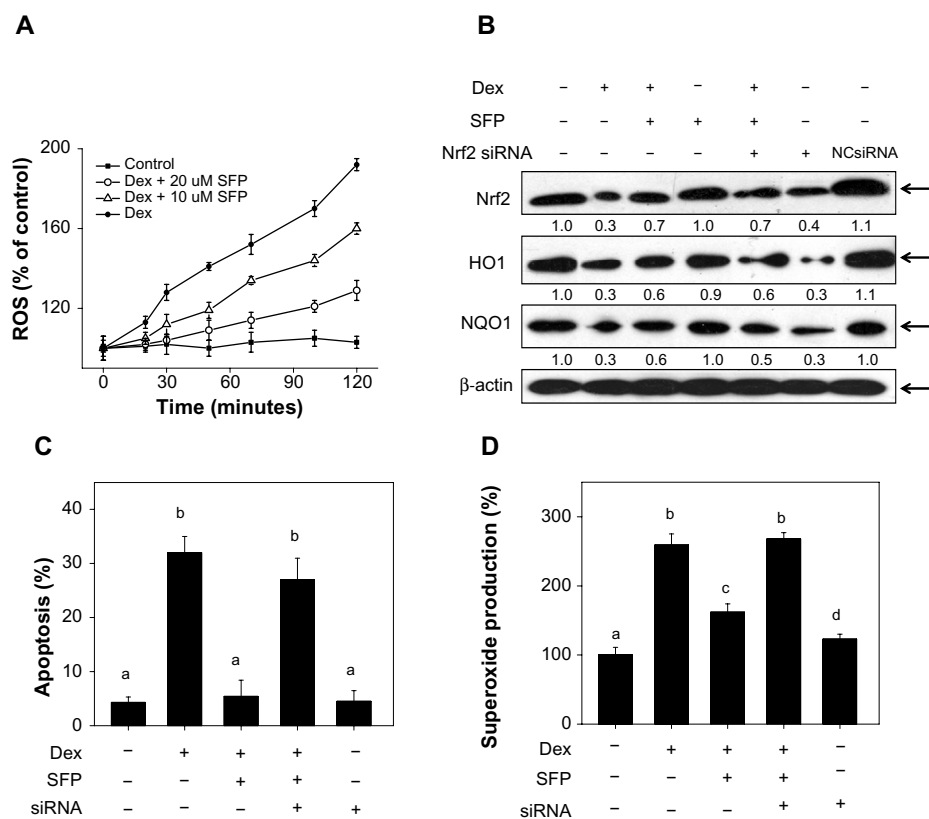 A
ROS (% of control)
200
160
120
Control
Dex + 20 uM SFP
Dex + 10 uM SFP
Dex
0 30 60 90 120
Time (minutes)
B
Dex – + + – + – –
SFP – – + + + – –
Nrf2 siRNA – – – – + + NCsiRNA
Nrf2
1.0 0.3 0.7 1.0 0.7 0.4 1.1
HO1
1.0 0.3 0.6 0.9 0.6 0.3 1.1
NQO1
1.0 0.3 0.6 1.0 0.5 0.3 1.0
β-actin
C
Apoptosis (%)
40
30
20
10
0
a b a b a
Dex – + + + –
SFP – – + + –
siRNA – – – + +
D
Superoxide production (%)
300
200
100
0
a b c b d
Dex – + + + –
SFP – – + + –
siRNA – – – + +